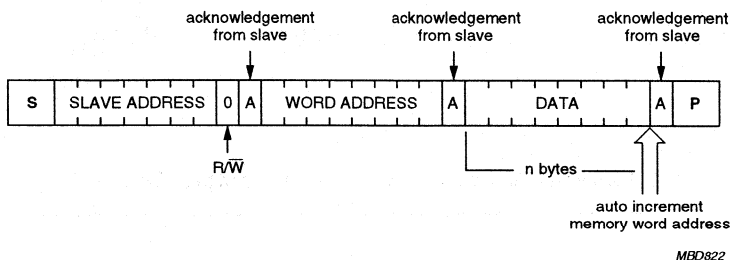 acknowledgement
from slave
acknowledgement
from slave
acknowledgement
from slave
S SLAVE ADDRESS 0 A WORD ADDRESS A DATA A P
R/W̅
n bytes
auto increment
memory word address
MBD822